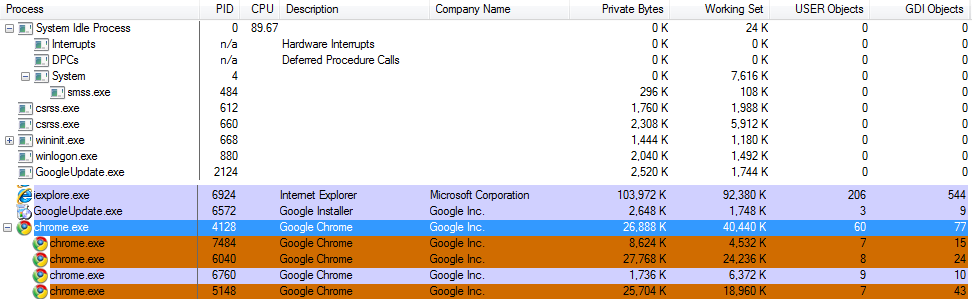 Process PID CPU Description Company Name Private Bytes Working Set USER Objects GDI Objects
System Idle Process 0 89.67 0 K 24 K 0 0
Interrupts n/a Hardware Interrupts 0 K 0 K 0 0
DPCs n/a Deferred Procedure Calls 0 K 0 K 0 0
System 4 0 K 7,616 K 0 0
smss.exe 484 296 K 108 K 0 0
csrss.exe 612 1,760 K 1,988 K 0 0
csrss.exe 660 2,308 K 5,912 K 0 0
wininit.exe 668 1,444 K 1,180 K 0 0
winlogon.exe 880 2,040 K 1,492 K 0 0
GoogleUpdate.exe 2124 2,520 K 1,744 K 0 0
iexplore.exe 6924 Internet Explorer Microsoft Corporation 103,972 K 92,380 K 206 544
GoogleUpdate.exe 6572 Google Installer Google Inc. 2,648 K 1,748 K 3 9
chrome.exe 4128 Google Chrome Google Inc. 26,888 K 40,440 K 60 77
chrome.exe 7484 Google Chrome Google Inc. 8,624 K 4,532 K 7 15
chrome.exe 6040 Google Chrome Google Inc. 27,768 K 24,236 K 8 24
chrome.exe 6760 Google Chrome Google Inc. 1,736 K 6,372 K 9 10
chrome.exe 5148 Google Chrome Google Inc. 25,704 K 18,960 K 7 43